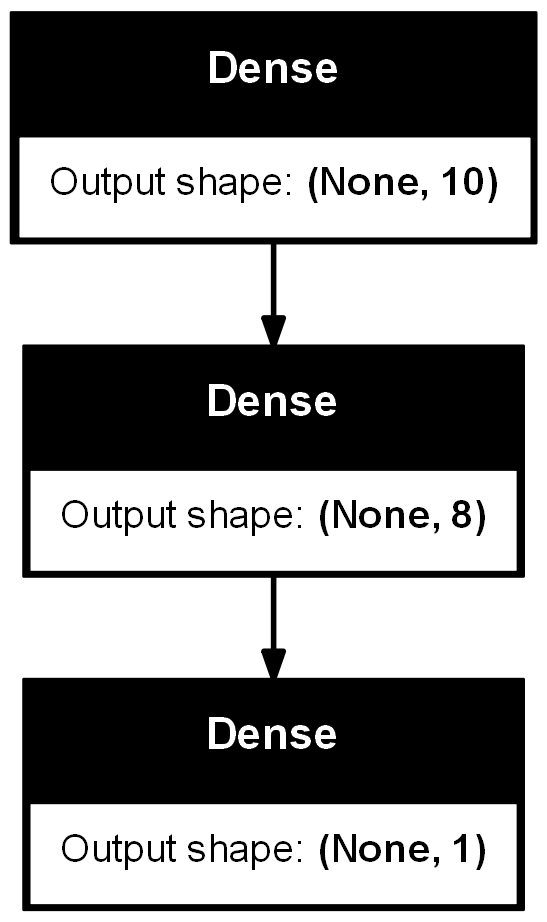 Dense
Output shape: (None, 10)
Dense
Output shape: (None, 8)
Dense
Output shape: (None, 1)